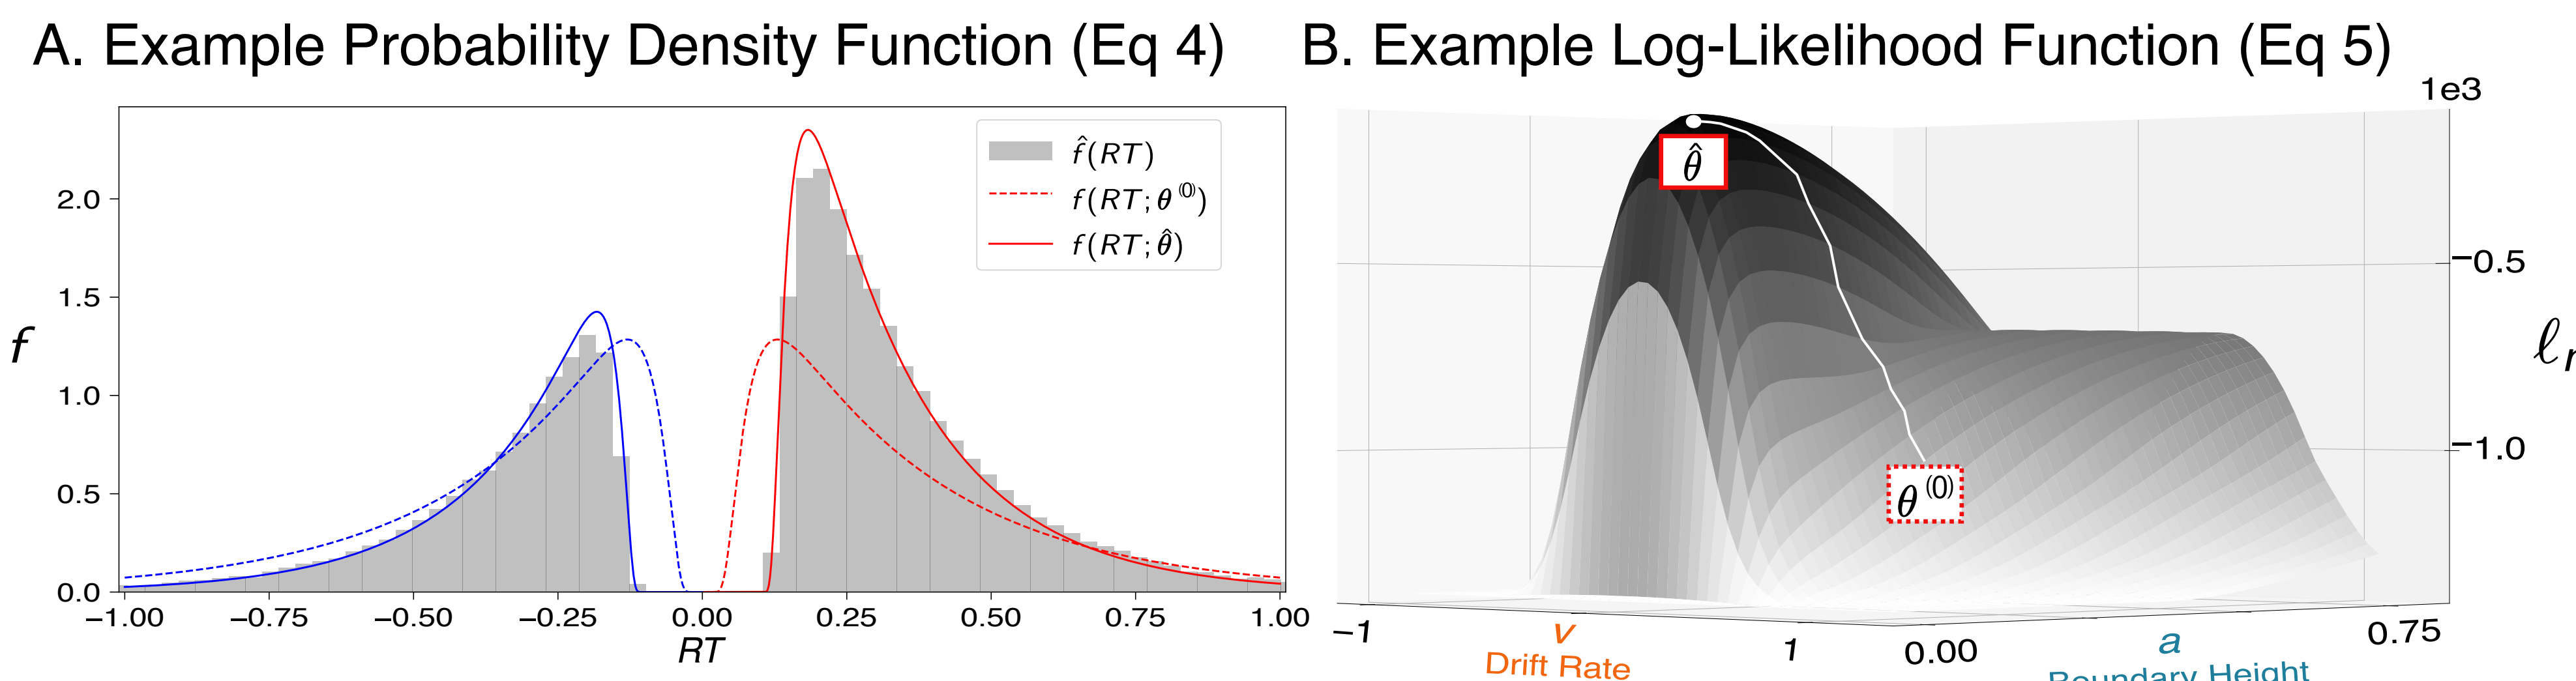 A. Example Probability Density Function (Eq 4)
f
2.0
1.5
1.0
0.5
0.0
−1.00 −0.75 −0.50 −0.25 0.00 0.25 0.50 0.75 1.00
RT
f̂(RT)
f(RT; θ⁽⁰⁾)
f(RT; θ̂)
B. Example Log-Likelihood Function (Eq 5)
1e3
−0.5
−1.0
θ̂
θ⁽⁰⁾
−1
1
v
Drift Rate
0.00
0.75
a
Boundary Height
ℓ